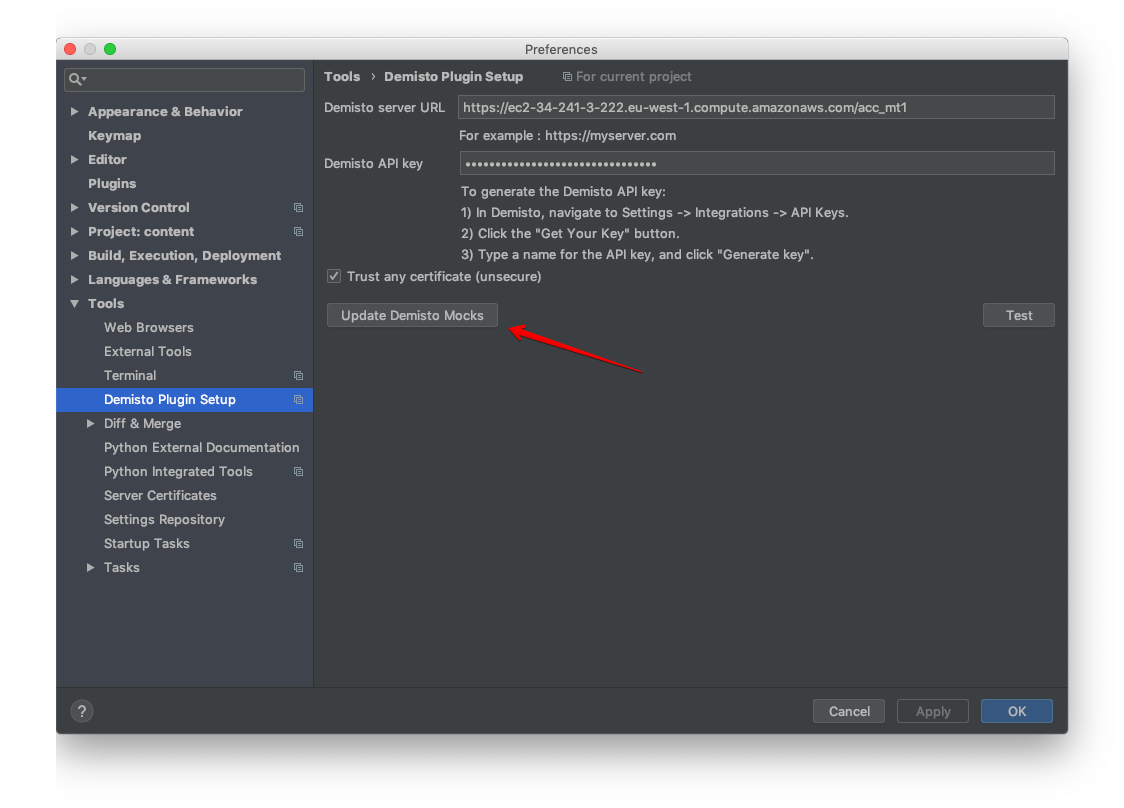 Preferences
Appearance & Behavior
Keymap
Editor
Plugins
Version Control
Project: content
Build, Execution, Deployment
Languages & Frameworks
Tools
Web Browsers
External Tools
Terminal
Demisto Plugin Setup
Diff & Merge
Python External Documentation
Python Integrated Tools
Server Certificates
Settings Repository
Startup Tasks
Tasks
Tools › Demisto Plugin Setup For current project
Demisto server URL https://ec2-34-241-3-222.eu-west-1.compute.amazonaws.com/acc_mt1
For example : https://myserver.com
Demisto API key ••••••••••••••••••••••••••••••••
To generate the Demisto API key:
1) In Demisto, navigate to Settings -> Integrations -> API Keys.
2) Click the "Get Your Key" button.
3) Type a name for the API key, and click "Generate key".
Trust any certificate (unsecure)
Update Demisto Mocks Test
? Cancel Apply OK